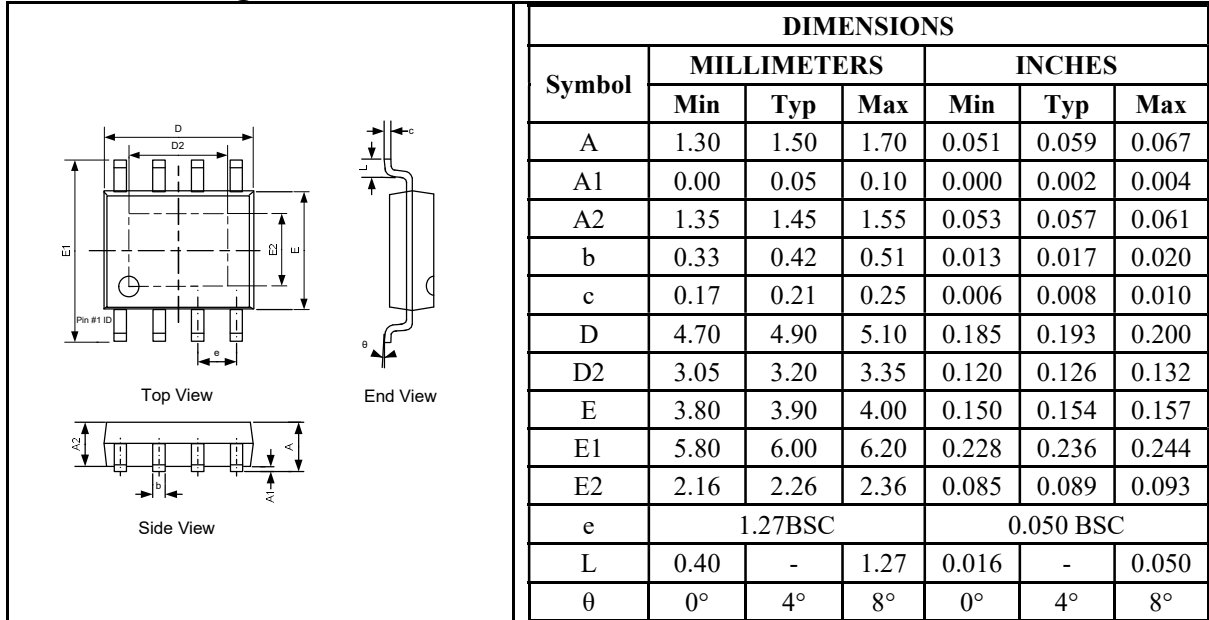 D
D2
E1
E2
E
Pin #1 ID
e
Top View
c
L
θ
End View
A2
A
b
A1
Side View
DIMENSIONS
Symbol MILLIMETERS INCHES
Min Typ Max Min Typ Max
A 1.30 1.50 1.70 0.051 0.059 0.067
A1 0.00 0.05 0.10 0.000 0.002 0.004
A2 1.35 1.45 1.55 0.053 0.057 0.061
b 0.33 0.42 0.51 0.013 0.017 0.020
c 0.17 0.21 0.25 0.006 0.008 0.010
D 4.70 4.90 5.10 0.185 0.193 0.200
D2 3.05 3.20 3.35 0.120 0.126 0.132
E 3.80 3.90 4.00 0.150 0.154 0.157
E1 5.80 6.00 6.20 0.228 0.236 0.244
E2 2.16 2.26 2.36 0.085 0.089 0.093
e 1.27BSC 0.050 BSC
L 0.40 - 1.27 0.016 - 0.050
θ 0° 4° 8° 0° 4° 8°